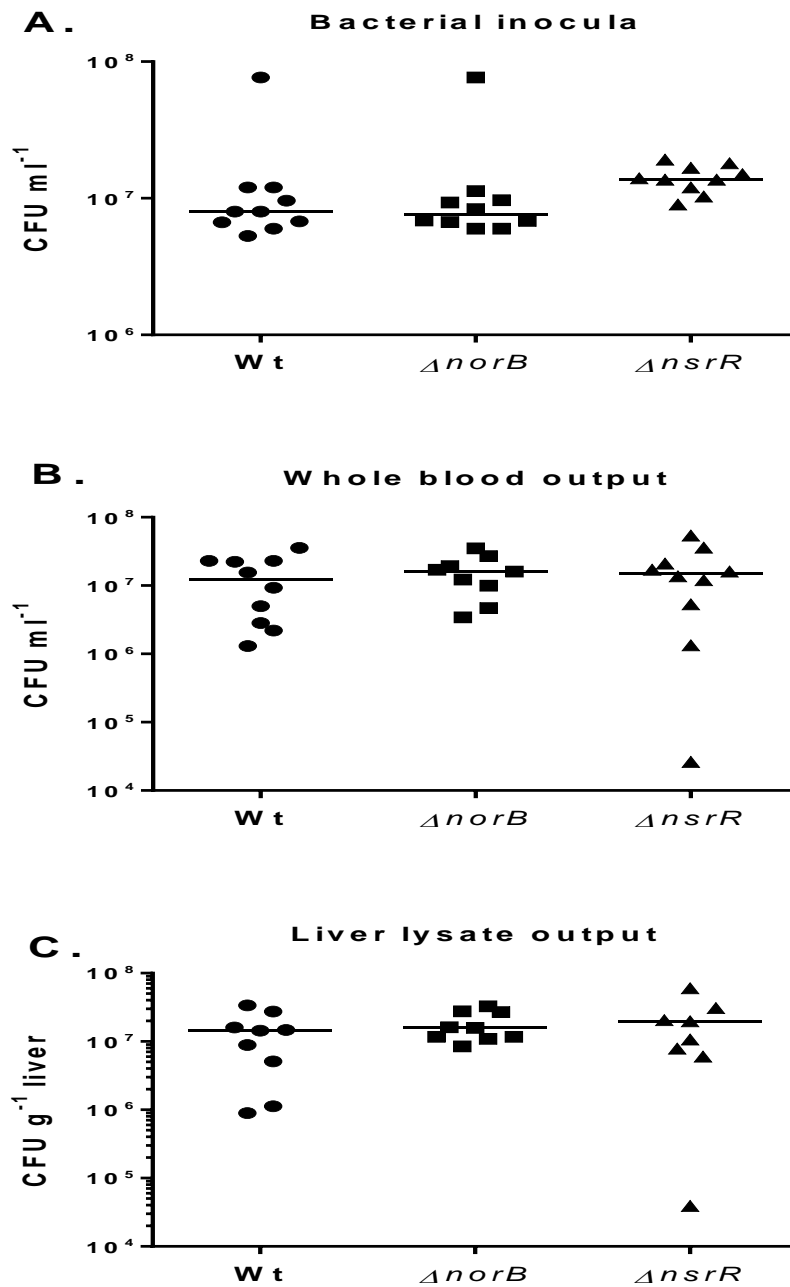 A.
Bacterial inocula
10⁸
10⁷
10⁶
CFU ml⁻¹
Wt ΔnorB ΔnsrR
B.
Whole blood output
10⁸
10⁷
10⁶
10⁵
10⁴
CFU ml⁻¹
Wt ΔnorB ΔnsrR
C.
Liver lysate output
10⁸
10⁷
10⁶
10⁵
10⁴
CFU g⁻¹ liver
Wt ΔnorB ΔnsrR